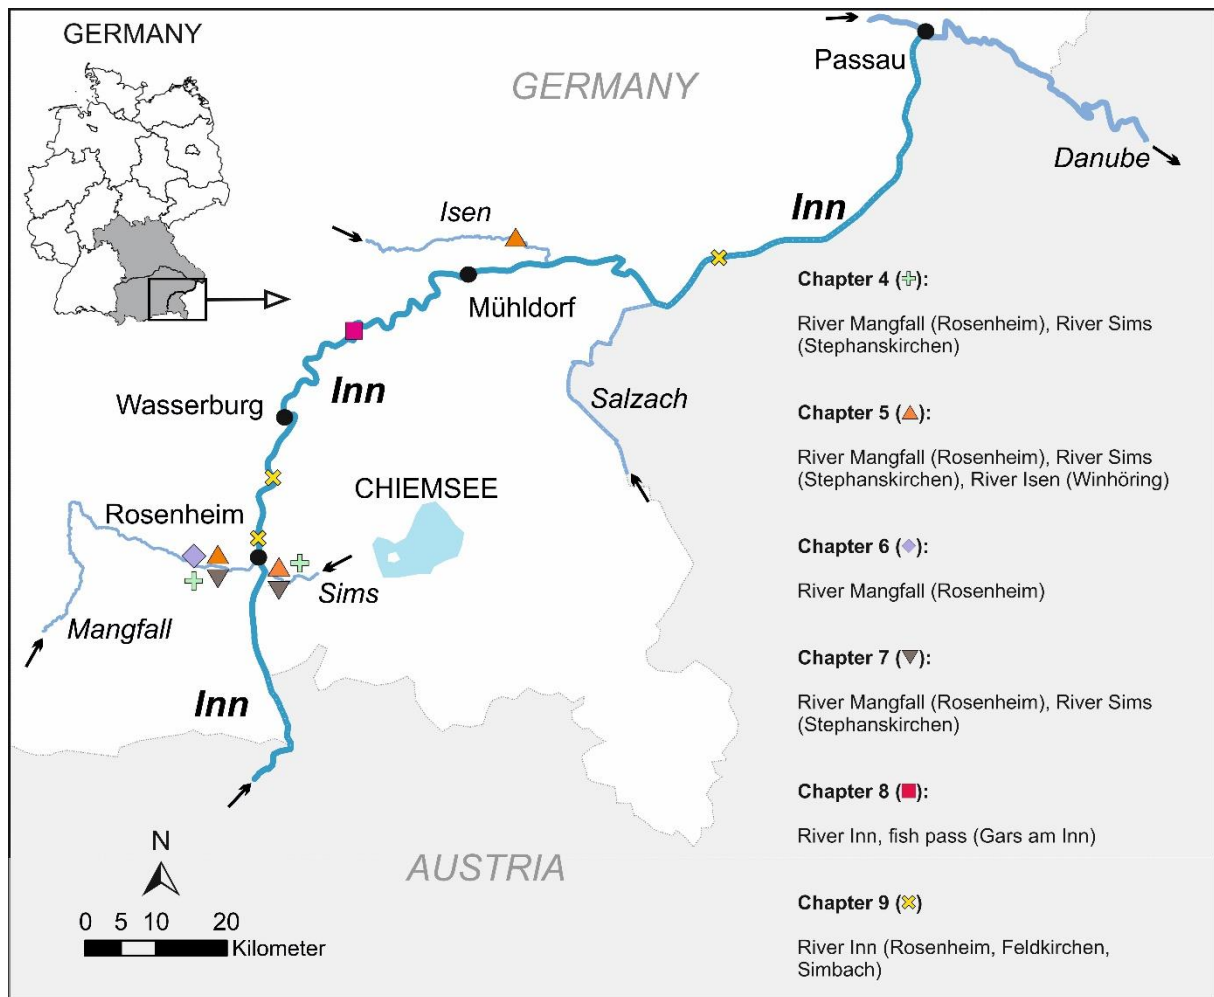 GERMANY
GERMANY
Passau
Danube
Inn
Isen
Mühldorf
Inn
Wasserburg
Salzach
CHIEMSEE
Rosenheim
Sims
Mangfall
Inn
AUSTRIA
N
0 5 10 20
Kilometer
Chapter 4 (✚):
River Mangfall (Rosenheim), River Sims
(Stephanskirchen)
Chapter 5 (▲):
River Mangfall (Rosenheim), River Sims
(Stephanskirchen), River Isen (Winhöring)
Chapter 6 (◆):
River Mangfall (Rosenheim)
Chapter 7 (▼):
River Mangfall (Rosenheim), River Sims
(Stephanskirchen)
Chapter 8 (■):
River Inn, fish pass (Gars am Inn)
Chapter 9 (✖)
River Inn (Rosenheim, Feldkirchen,
Simbach)